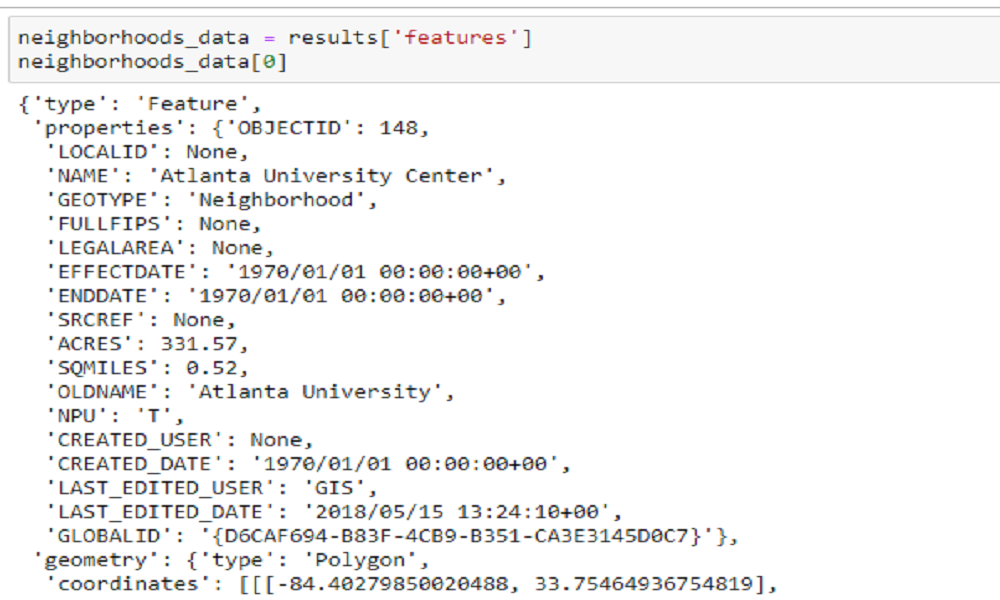 neighborhoods_data = results['features']
neighborhoods_data[0]
{'type': 'Feature',
'properties': {'OBJECTID': 148,
'LOCALID': None,
'NAME': 'Atlanta University Center',
'GEOTYPE': 'Neighborhood',
'FULLFIPS': None,
'LEGALAREA': None,
'EFFECTDATE': '1970/01/01 00:00:00+00',
'ENDDATE': '1970/01/01 00:00:00+00',
'SRCREF': None,
'ACRES': 331.57,
'SQMILES': 0.52,
'OLDNAME': 'Atlanta University',
'NPU': 'T',
'CREATED_USER': None,
'CREATED_DATE': '1970/01/01 00:00:00+00',
'LAST_EDITED_USER': 'GIS',
'LAST_EDITED_DATE': '2018/05/15 13:24:10+00',
'GLOBALID': '{D6CAF694-B83F-4CB9-B351-CA3E3145D0C7}'},
'geometry': {'type': 'Polygon',
'coordinates': [[[-84.40279850020488, 33.75464936754819],